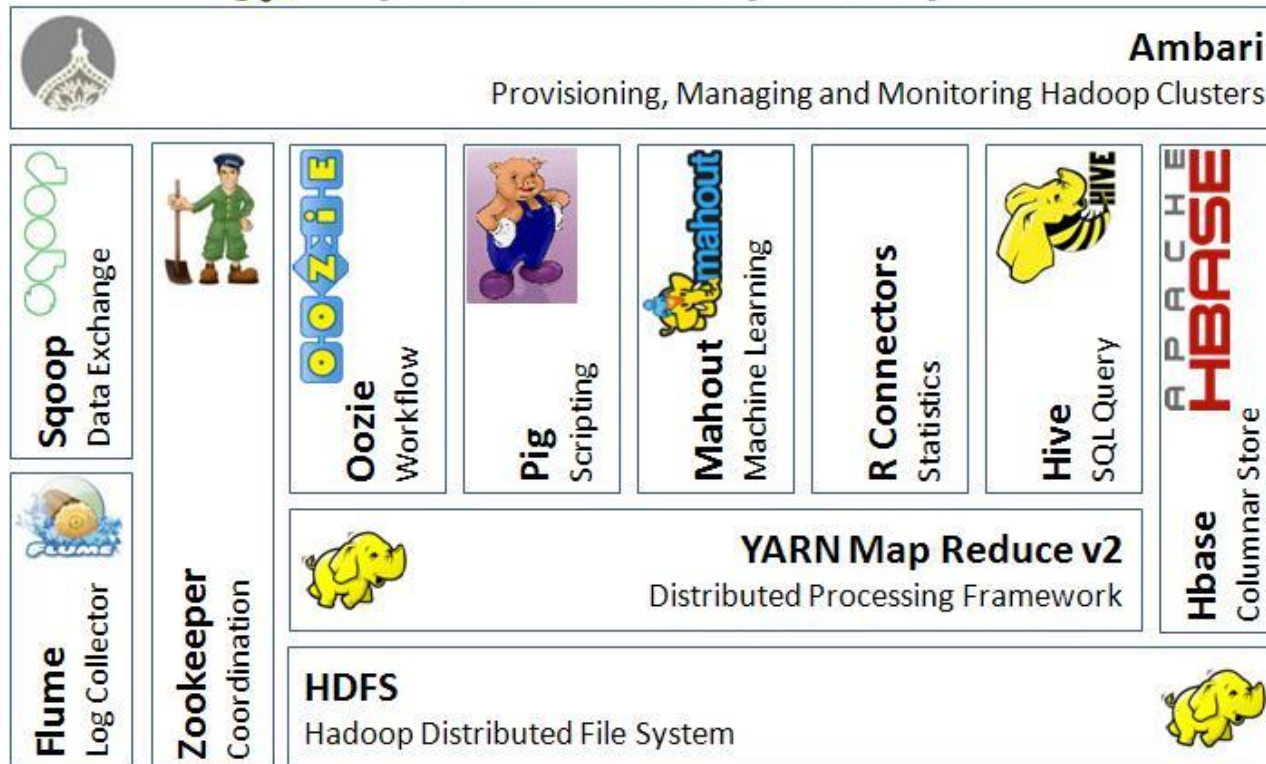 Ambari
Provisioning, Managing and Monitoring Hadoop Clusters
sqoop
Sqoop
Data Exchange
FLUME
Flume
Log Collector
Zookeeper
Coordination
OOZIE
Oozie
Workflow
Pig
Scripting
mahout
Mahout
Machine Learning
R Connectors
Statistics
HIVE
Hive
SQL Query
APACHE
HBASE
Hbase
Columnar Store
YARN Map Reduce v2
Distributed Processing Framework
HDFS
Hadoop Distributed File System